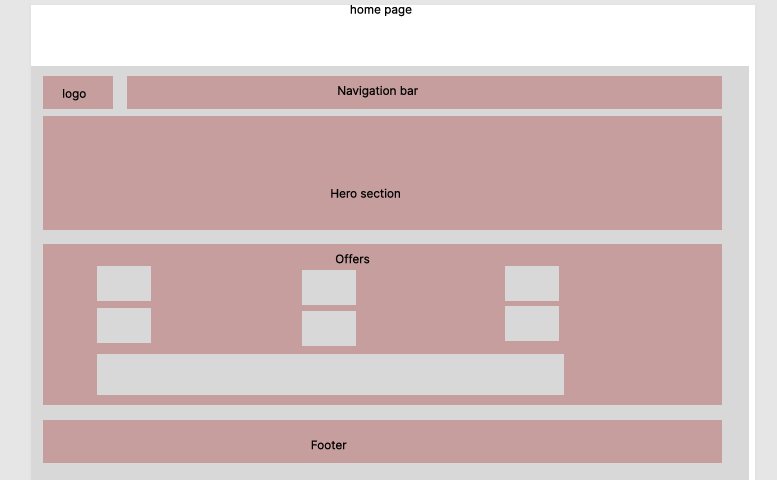 home page
logo
Navigation bar
Hero section
Offers
Footer